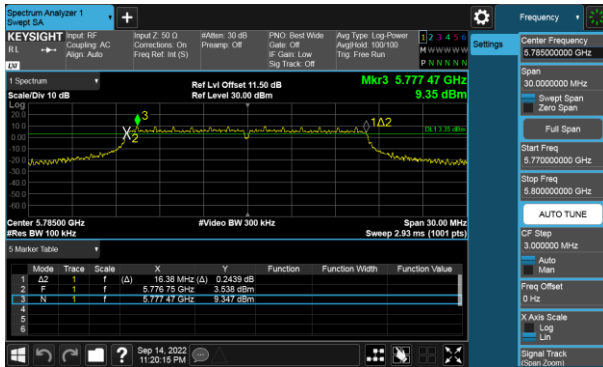 Spectrum Analyzer 1
Swept SA
+
Frequency
KEYSIGHT
RL
Input: RF
Coupling: AC
Align: Auto
Input Z: 50 Ω
Corrections: On
Freq Ref: Int (S)
#Atten: 30 dB
Preamp: Off
PNO: Best Wide
Gate: Off
IF Gain: Low
Sig Track: Off
Avg Type: Log-Power
Avg|Hold: 100/100
Trig: Free Run
1 2 3 4 5 6
M W W W W W
P N N N N N
1 Spectrum
Scale/Div 10 dB
Ref Lvl Offset 11.50 dB
Ref Level 30.00 dBm
Mkr3 5.777 47 GHz
9.35 dBm
Log
20.0
10.0
0.00
-10.0
-20.0
-30.0
-40.0
-50.0
-60.0
3
2
1Δ2
DL1 3.35 dBm
Center 5.78500 GHz
#Video BW 300 kHz
Span 30.00 MHz
#Res BW 100 kHz
Sweep 2.93 ms (1001 pts)
5 Marker Table
Mode Trace Scale X Y Function Function Width Function Value
1 Δ2 1 f (Δ) 16.38 MHz (Δ) 0.2439 dB
2 F 1 f 5.776 75 GHz 3.538 dBm
3 N 1 f 5.777 47 GHz 9.347 dBm
4
5
6
?
Sep 14, 2022
11:20:15 PM
Settings
Center Frequency
5.785000000 GHz
Span
30.0000000 MHz
Swept Span
Zero Span
Full Span
Start Freq
5.770000000 GHz
Stop Freq
5.800000000 GHz
AUTO TUNE
CF Step
3.000000 MHz
Auto
Man
Freq Offset
0 Hz
X Axis Scale
Log
Lin
Signal Track
(Span Zoom)